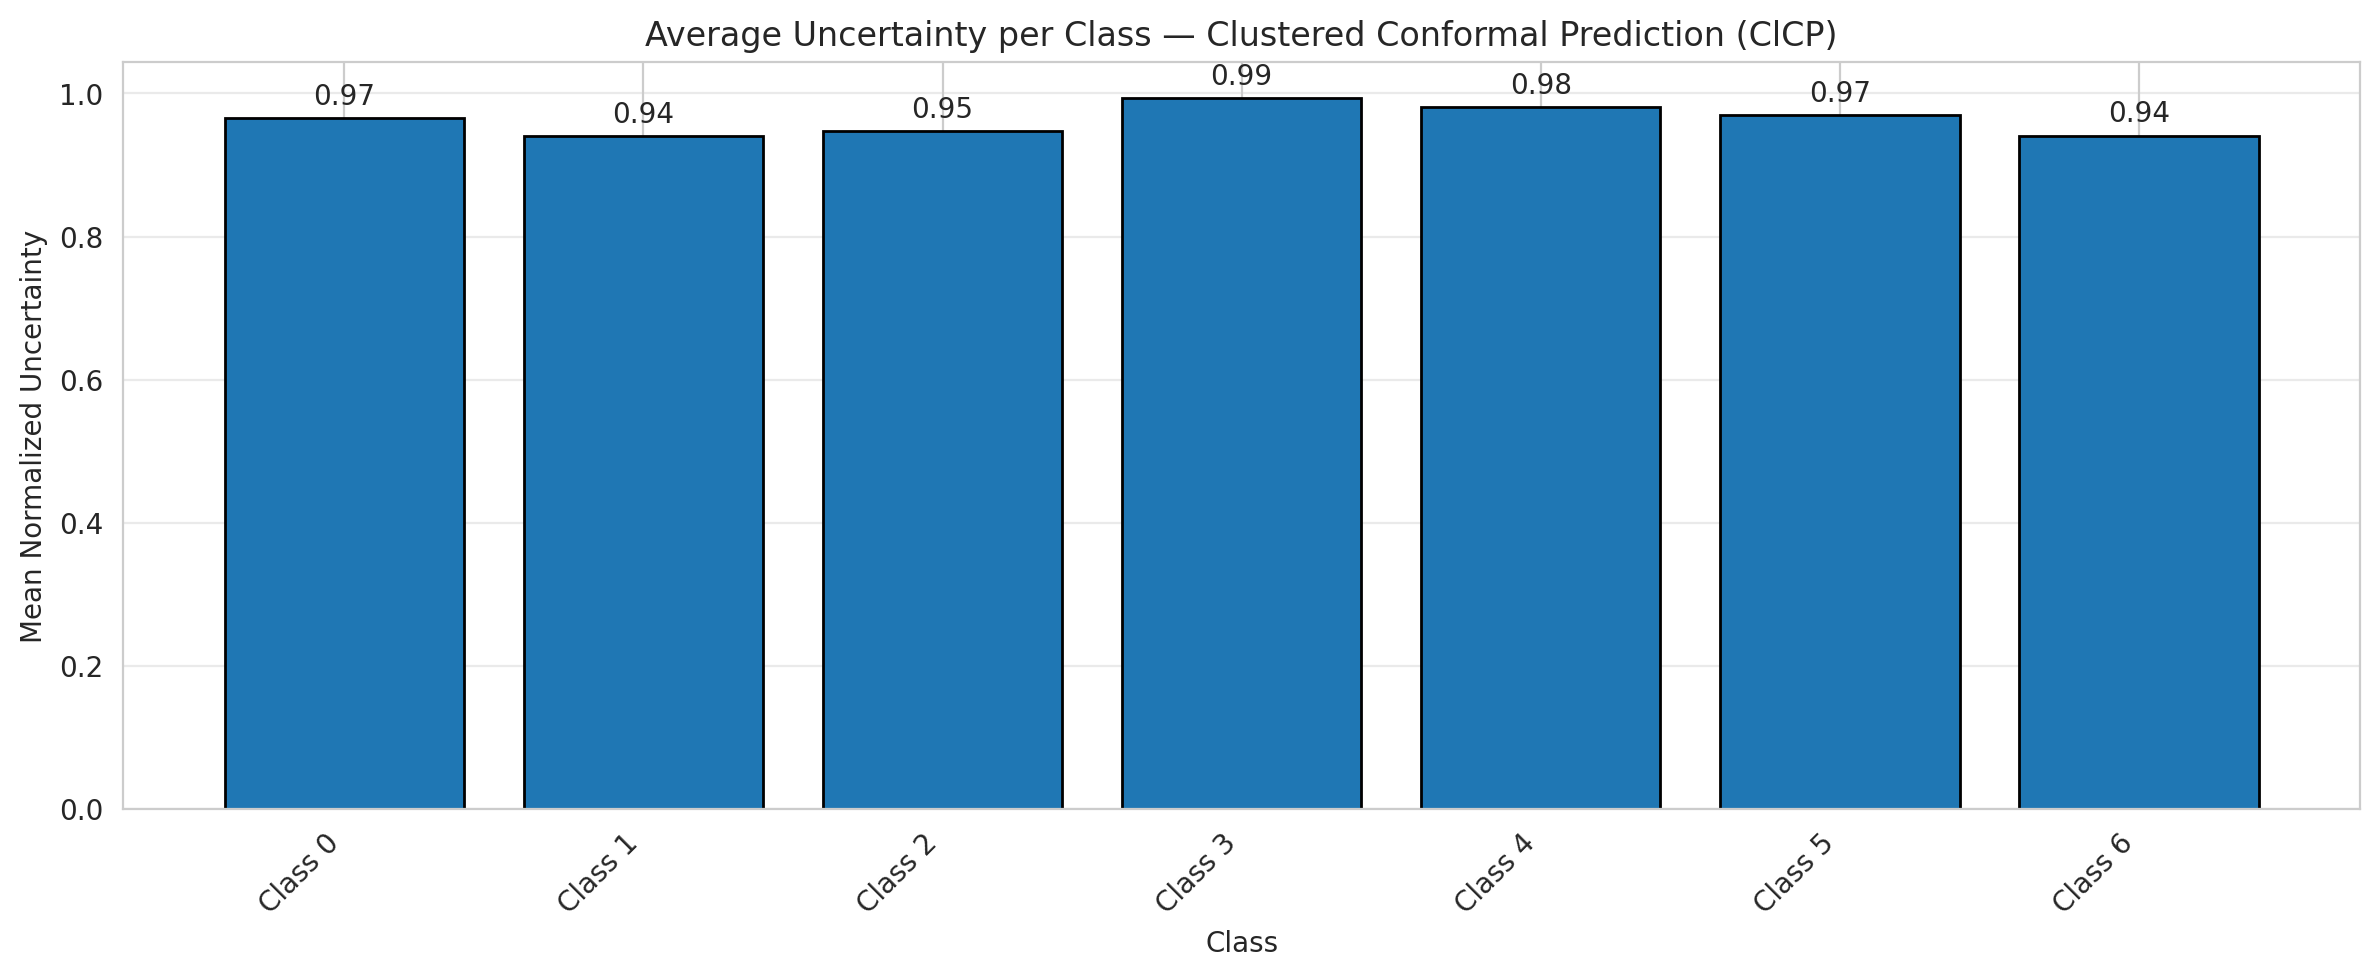 Average Uncertainty per Class — Clustered Conformal Prediction (ClCP)
Mean Normalized Uncertainty
1.0
0.8
0.6
0.4
0.2
0.0
0.97
0.94
0.95
0.99
0.98
0.97
0.94
Class 0
Class 1
Class 2
Class 3
Class 4
Class 5
Class 6
Class